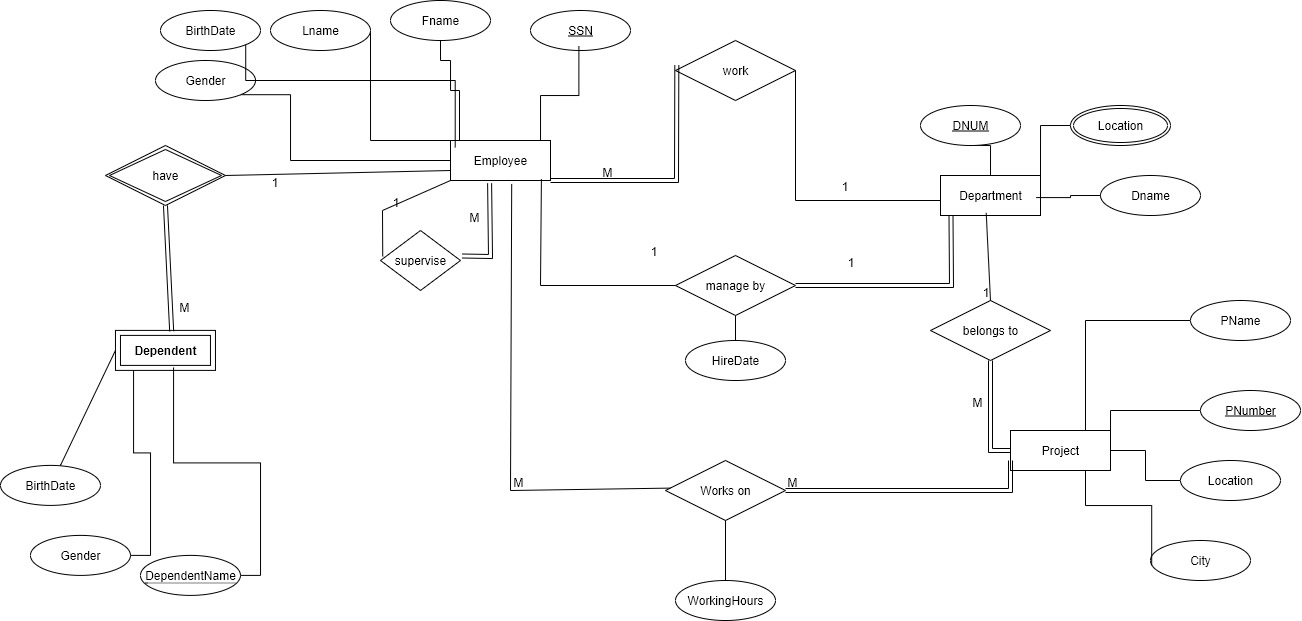 Fname
BirthDate
Lname
SSN
Gender
work
DNUM
Location
Employee
M
have
1
1
Department
Dname
1
M
supervise
1
1
manage by
1
M
PName
belongs to
Dependent
HireDate
M
PNumber
Project
M
M
Location
BirthDate
Works on
Gender
City
DependentName
WorkingHours